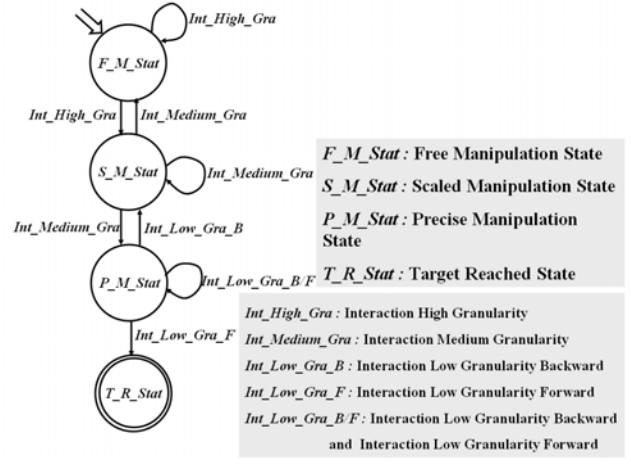 Int_High_Gra
F_M_Stat
Int_High_Gra
Int_Medium_Gra
S_M_Stat
Int_Medium_Gra
Int_Medium_Gra
Int_Low_Gra_B
P_M_Stat
Int_Low_Gra_B/F
Int_Low_Gra_F
T_R_Stat
F_M_Stat : Free Manipulation State
S_M_Stat : Scaled Manipulation State
P_M_Stat : Precise Manipulation
State
T_R_Stat : Target Reached State
Int_High_Gra : Interaction High Granularity
Int_Medium_Gra : Interaction Medium Granularity
Int_Low_Gra_B : Interaction Low Granularity Backward
Int_Low_Gra_F : Interaction Low Granularity Forward
Int_Low_Gra_B/F : Interaction Low Granularity Backward
and Interaction Low Granularity Forward